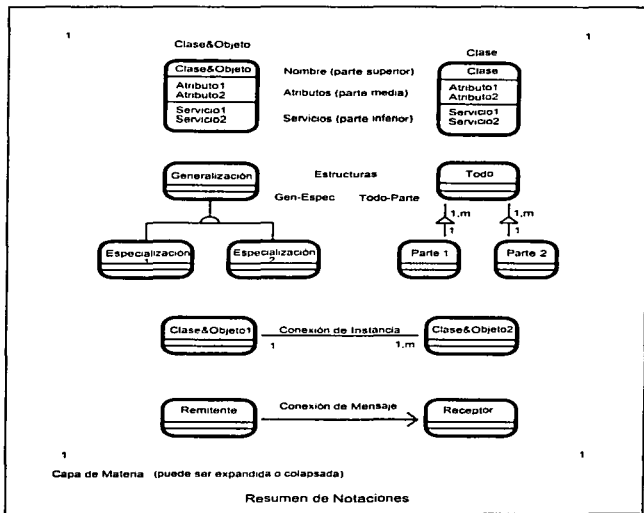 1 1
Clase&Objeto Clase
Clase&Objeto Nombre (parte superior) Clase
Atributo1 Atributos (parte media) Atributo1
Atributo2 Atributo2
Servicio1 Servicios (parte inferior) Servicio1
Servicio2 Servicio2
Generalización Estructuras Todo
Gen-Espec Todo-Parte
1,m 1,m
1 1
Especialización 1 Especialización 2 Parte 1 Parte 2
Clase&Objeto1 Conexión de Instancia Clase&Objeto2
1 1,m
Remitente Conexión de Mensaje Receptor
1 1
Capa de Materia (puede ser expandida o colapsada)
Resumen de Notaciones